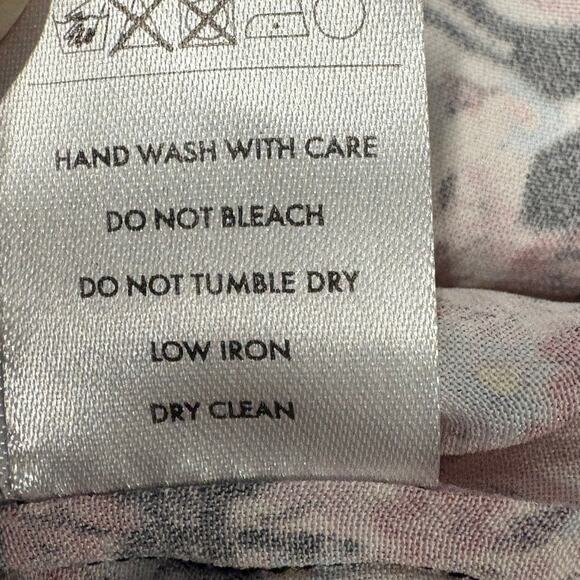 HAND WASH WITH CARE
DO NOT BLEACH
DO NOT TUMBLE DRY
LOW IRON
DRY CLEAN